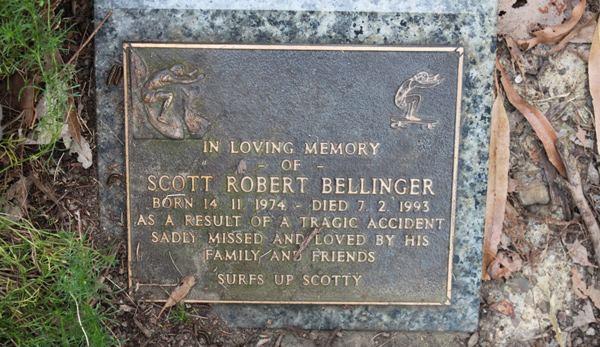 IN LOVING MEMORY
- OF -
SCOTT ROBERT BELLINGER
BORN 14 11 1974 - DIED 7 2 1993
AS A RESULT OF A TRAGIC ACCIDENT
SADLY MISSED AND LOVED BY HIS
FAMILY AND FRIENDS
SURFS UP SCOTTY